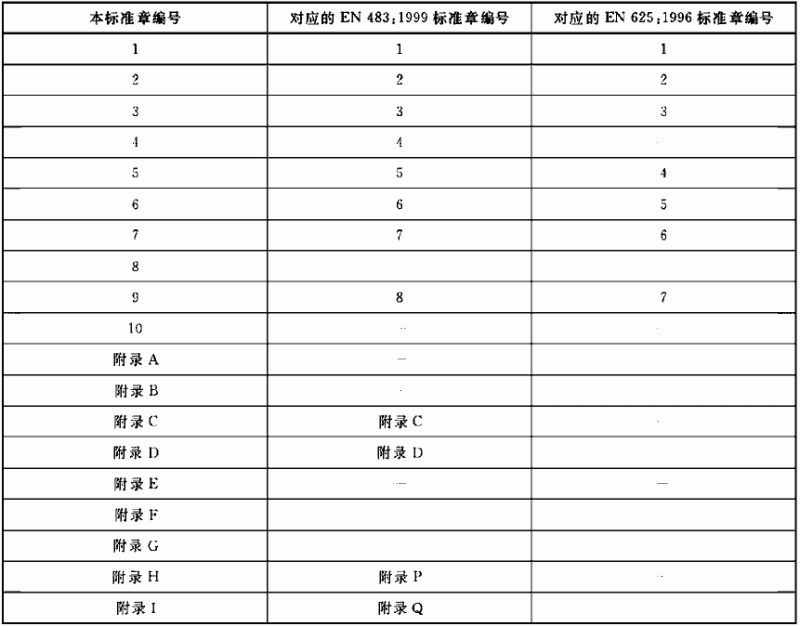 本标准章编号 对应的 EN 483:1999 标准章编号 对应的 EN 625:1996 标准章编号
1 1 1
2 2 2
3 3 3
4 4 -
5 5 4
6 6 5
7 7 6
8
9 8 7
10 — -
附录 A —
附录 B -
附录 C 附录 C -
附录 D 附录 D
附录 E — —
附录 F
附录 G
附录 H 附录 P —
附录 I 附录 Q